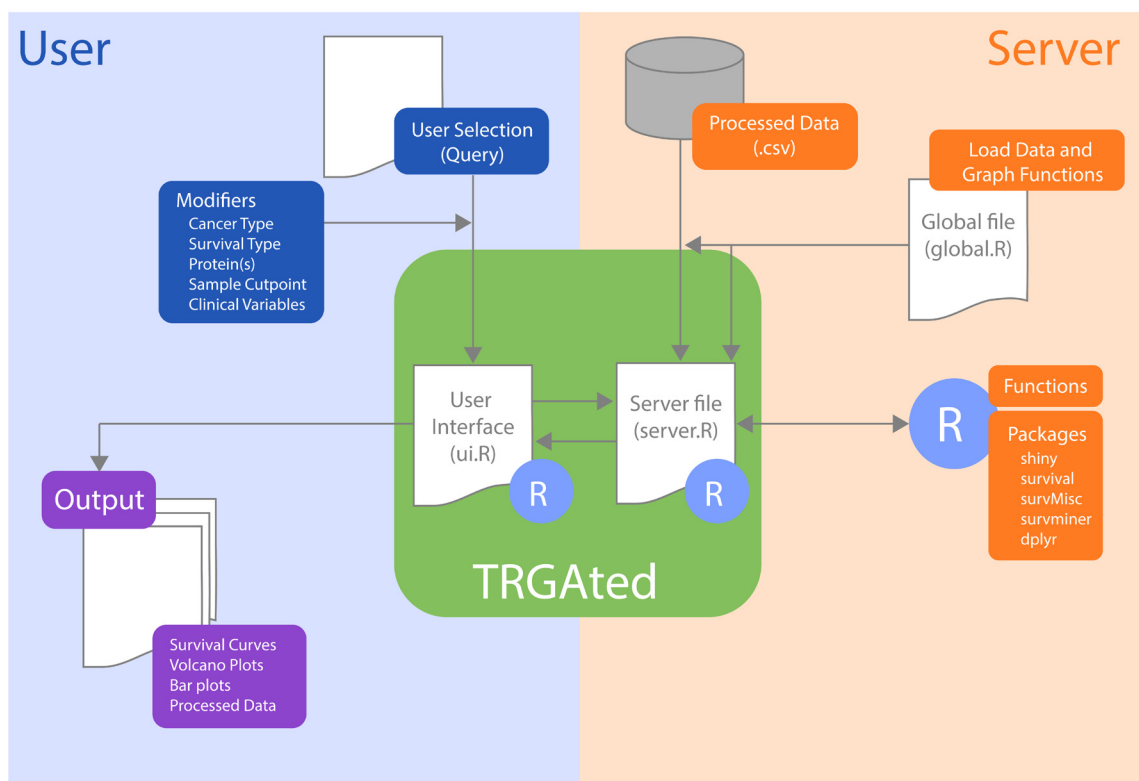 User
Server
User Selection
(Query)
Processed Data
(.csv)
Load Data and
Graph Functions
Modifiers
Cancer Type
Survival Type
Protein(s)
Sample Cutpoint
Clinical Variables
Global file
(global.R)
User
Interface
(ui.R)
R
Server file
(server.R)
R
R
Functions
Packages
shiny
survival
survMisc
survminer
dplyr
Output
TRGAted
Survival Curves
Volcano Plots
Bar plots
Processed Data